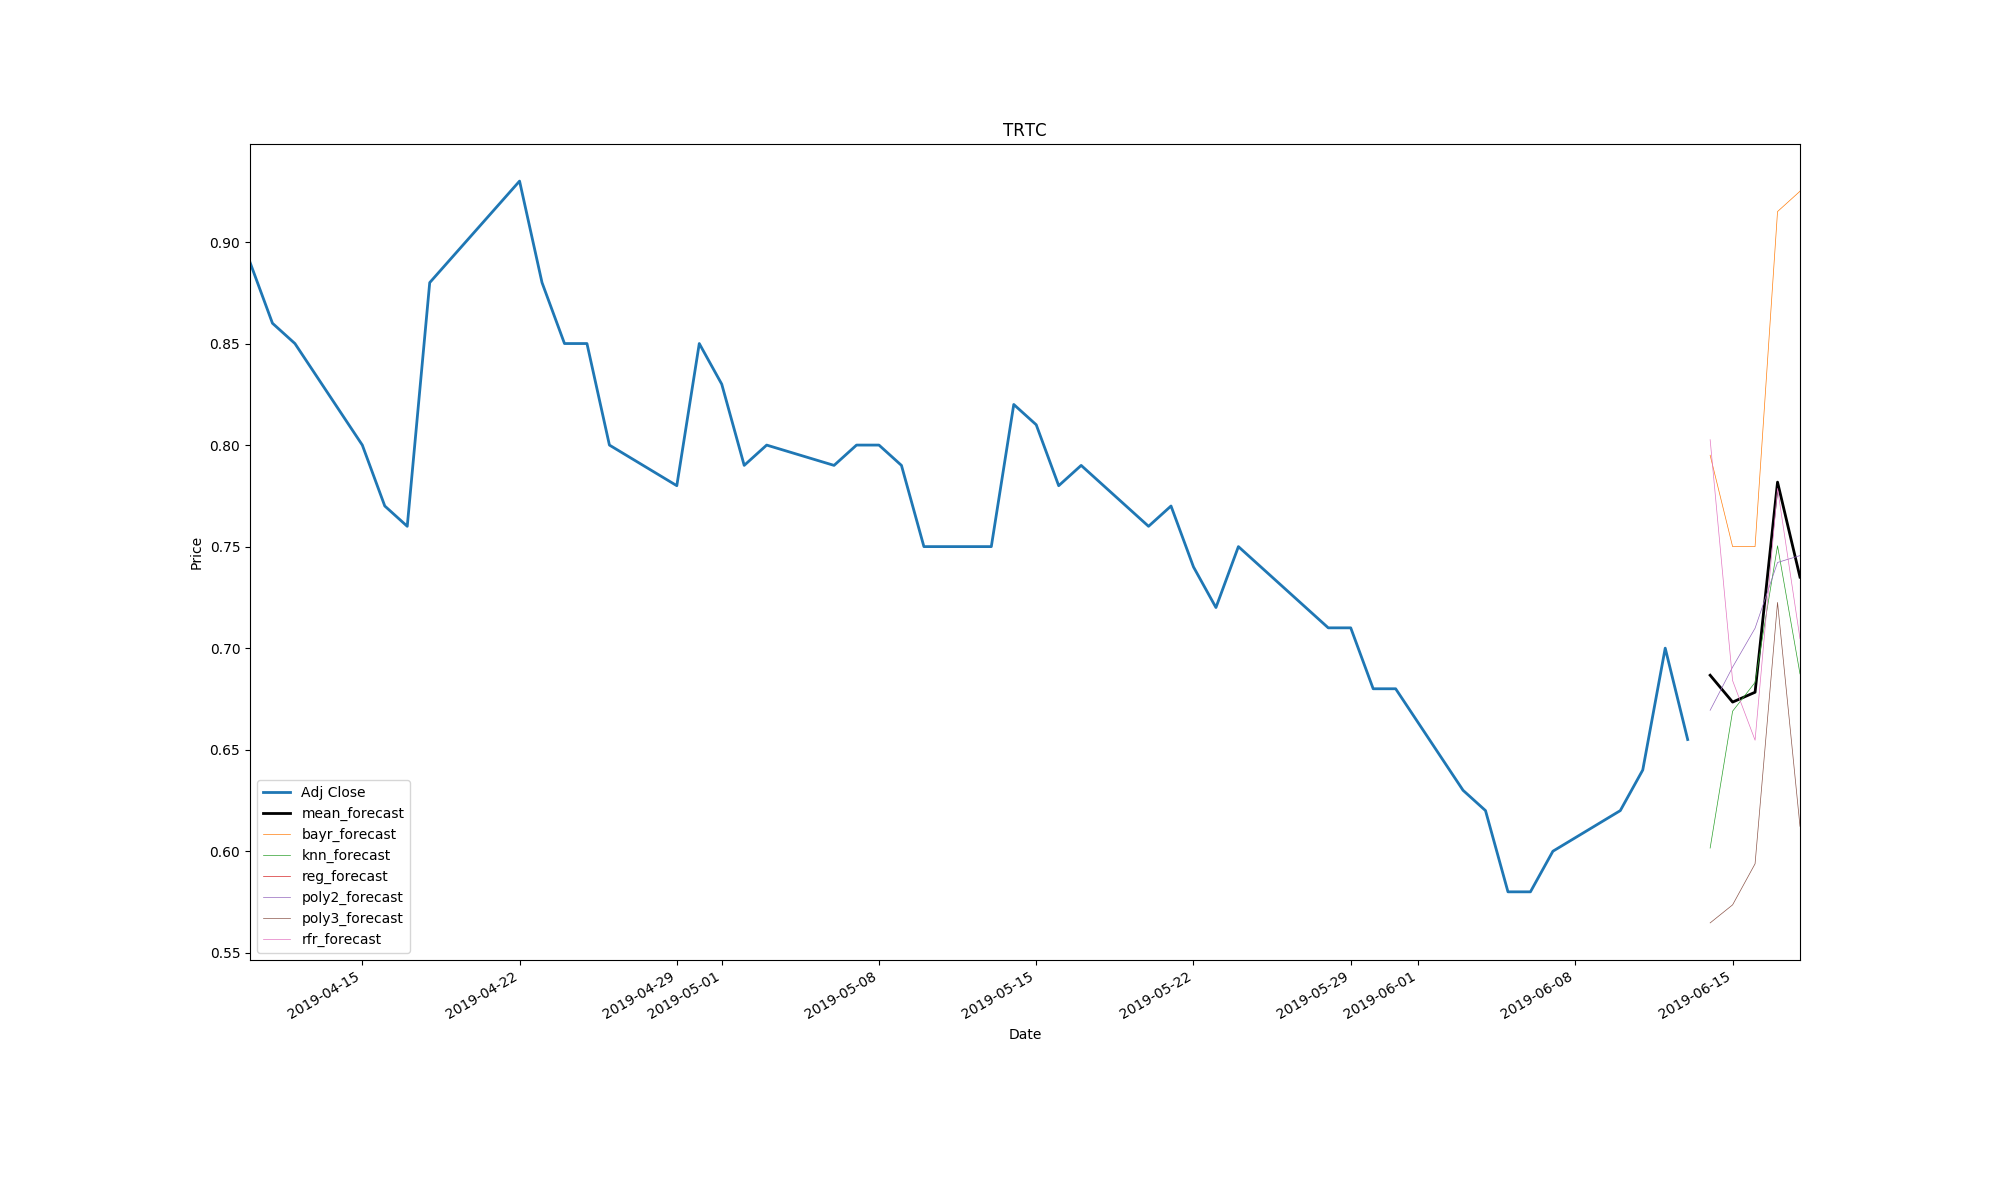 TRTC
0.90
0.85
0.80
0.75
0.70
0.65
0.60
0.55
Price
Adj Close
mean_forecast
bayr_forecast
knn_forecast
reg_forecast
poly2_forecast
poly3_forecast
rfr_forecast
2019-04-15
2019-04-22
2019-04-29
2019-05-01
2019-05-08
2019-05-15
2019-05-22
2019-05-29
2019-06-01
2019-06-08
2019-06-15
Date